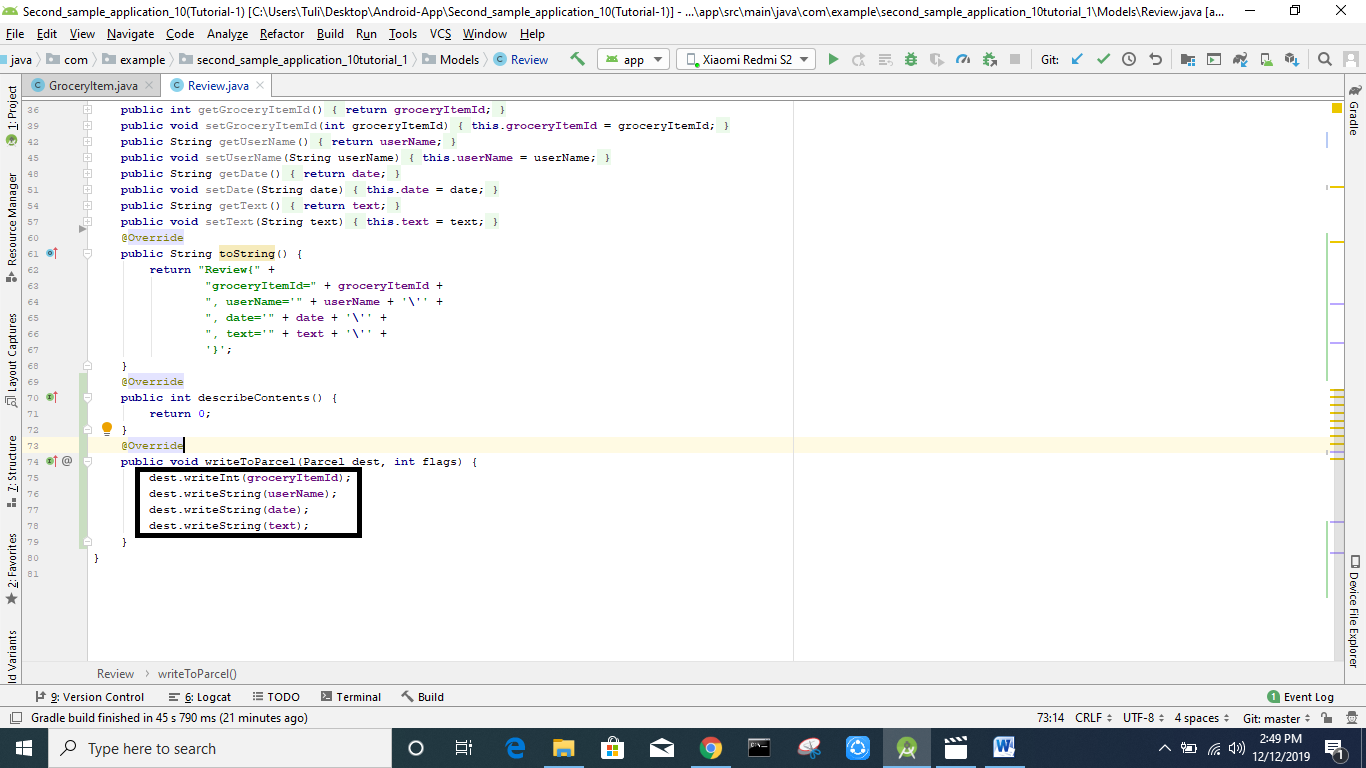 Second_sample_application_10(Tutorial-1) [C:\Users\Tuli\Desktop\Android-App\Second_sample_application_10(Tutorial-1)] - ...\app\src\main\java\com\example\second_sample_application_10tutorial_1\Models\Review.java [a...
File Edit View Navigate Code Analyze Refactor Build Run Tools VCS Window Help
java com example second_sample_application_10tutorial_1 Models Review app Xiaomi Redmi S2 Git:
GroceryItem.java Review.java
1: Project
Resource Manager
Layout Captures
7: Structure
2: Favorites
ld Variants
36 public int getGroceryItemId() { return groceryItemId; }
39 public void setGroceryItemId(int groceryItemId) { this.groceryItemId = groceryItemId; }
42 public String getUserName() { return userName; }
45 public void setUserName(String userName) { this.userName = userName; }
48 public String getDate() { return date; }
51 public void setDate(String date) { this.date = date; }
54 public String getText() { return text; }
57 public void setText(String text) { this.text = text; }
60 @Override
61 public String toString() {
62 return "Review{" +
63 "groceryItemId=" + groceryItemId +
64 ", userName='" + userName + '\'' +
65 ", date='" + date + '\'' +
66 ", text='" + text + '\'' +
67 '}';
68 }
69 @Override
70 public int describeContents() {
71 return 0;
72 }
73 @Override
74 public void writeToParcel(Parcel dest, int flags) {
75 dest.writeInt(groceryItemId);
76 dest.writeString(userName);
77 dest.writeString(date);
78 dest.writeString(text);
79 }
80 }
81
Gradle
Device File Explorer
Review writeToParcel()
9: Version Control 6: Logcat TODO Terminal Build 1 Event Log
Gradle build finished in 45 s 790 ms (21 minutes ago) 73:14 CRLF UTF-8 4 spaces Git: master
Type here to search
2:49 PM
12/12/2019
1